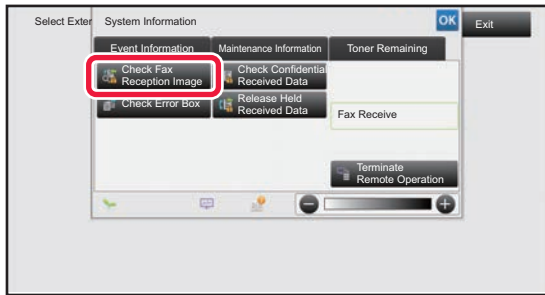 Select Exter
System Information
OK
Exit
Event Information
Maintenance Information
Toner Remaining
Check Fax
Reception Image
Check Confidential
Received Data
Check Error Box
Release Held
Received Data
Fax Receive
Terminate
Remote Operation